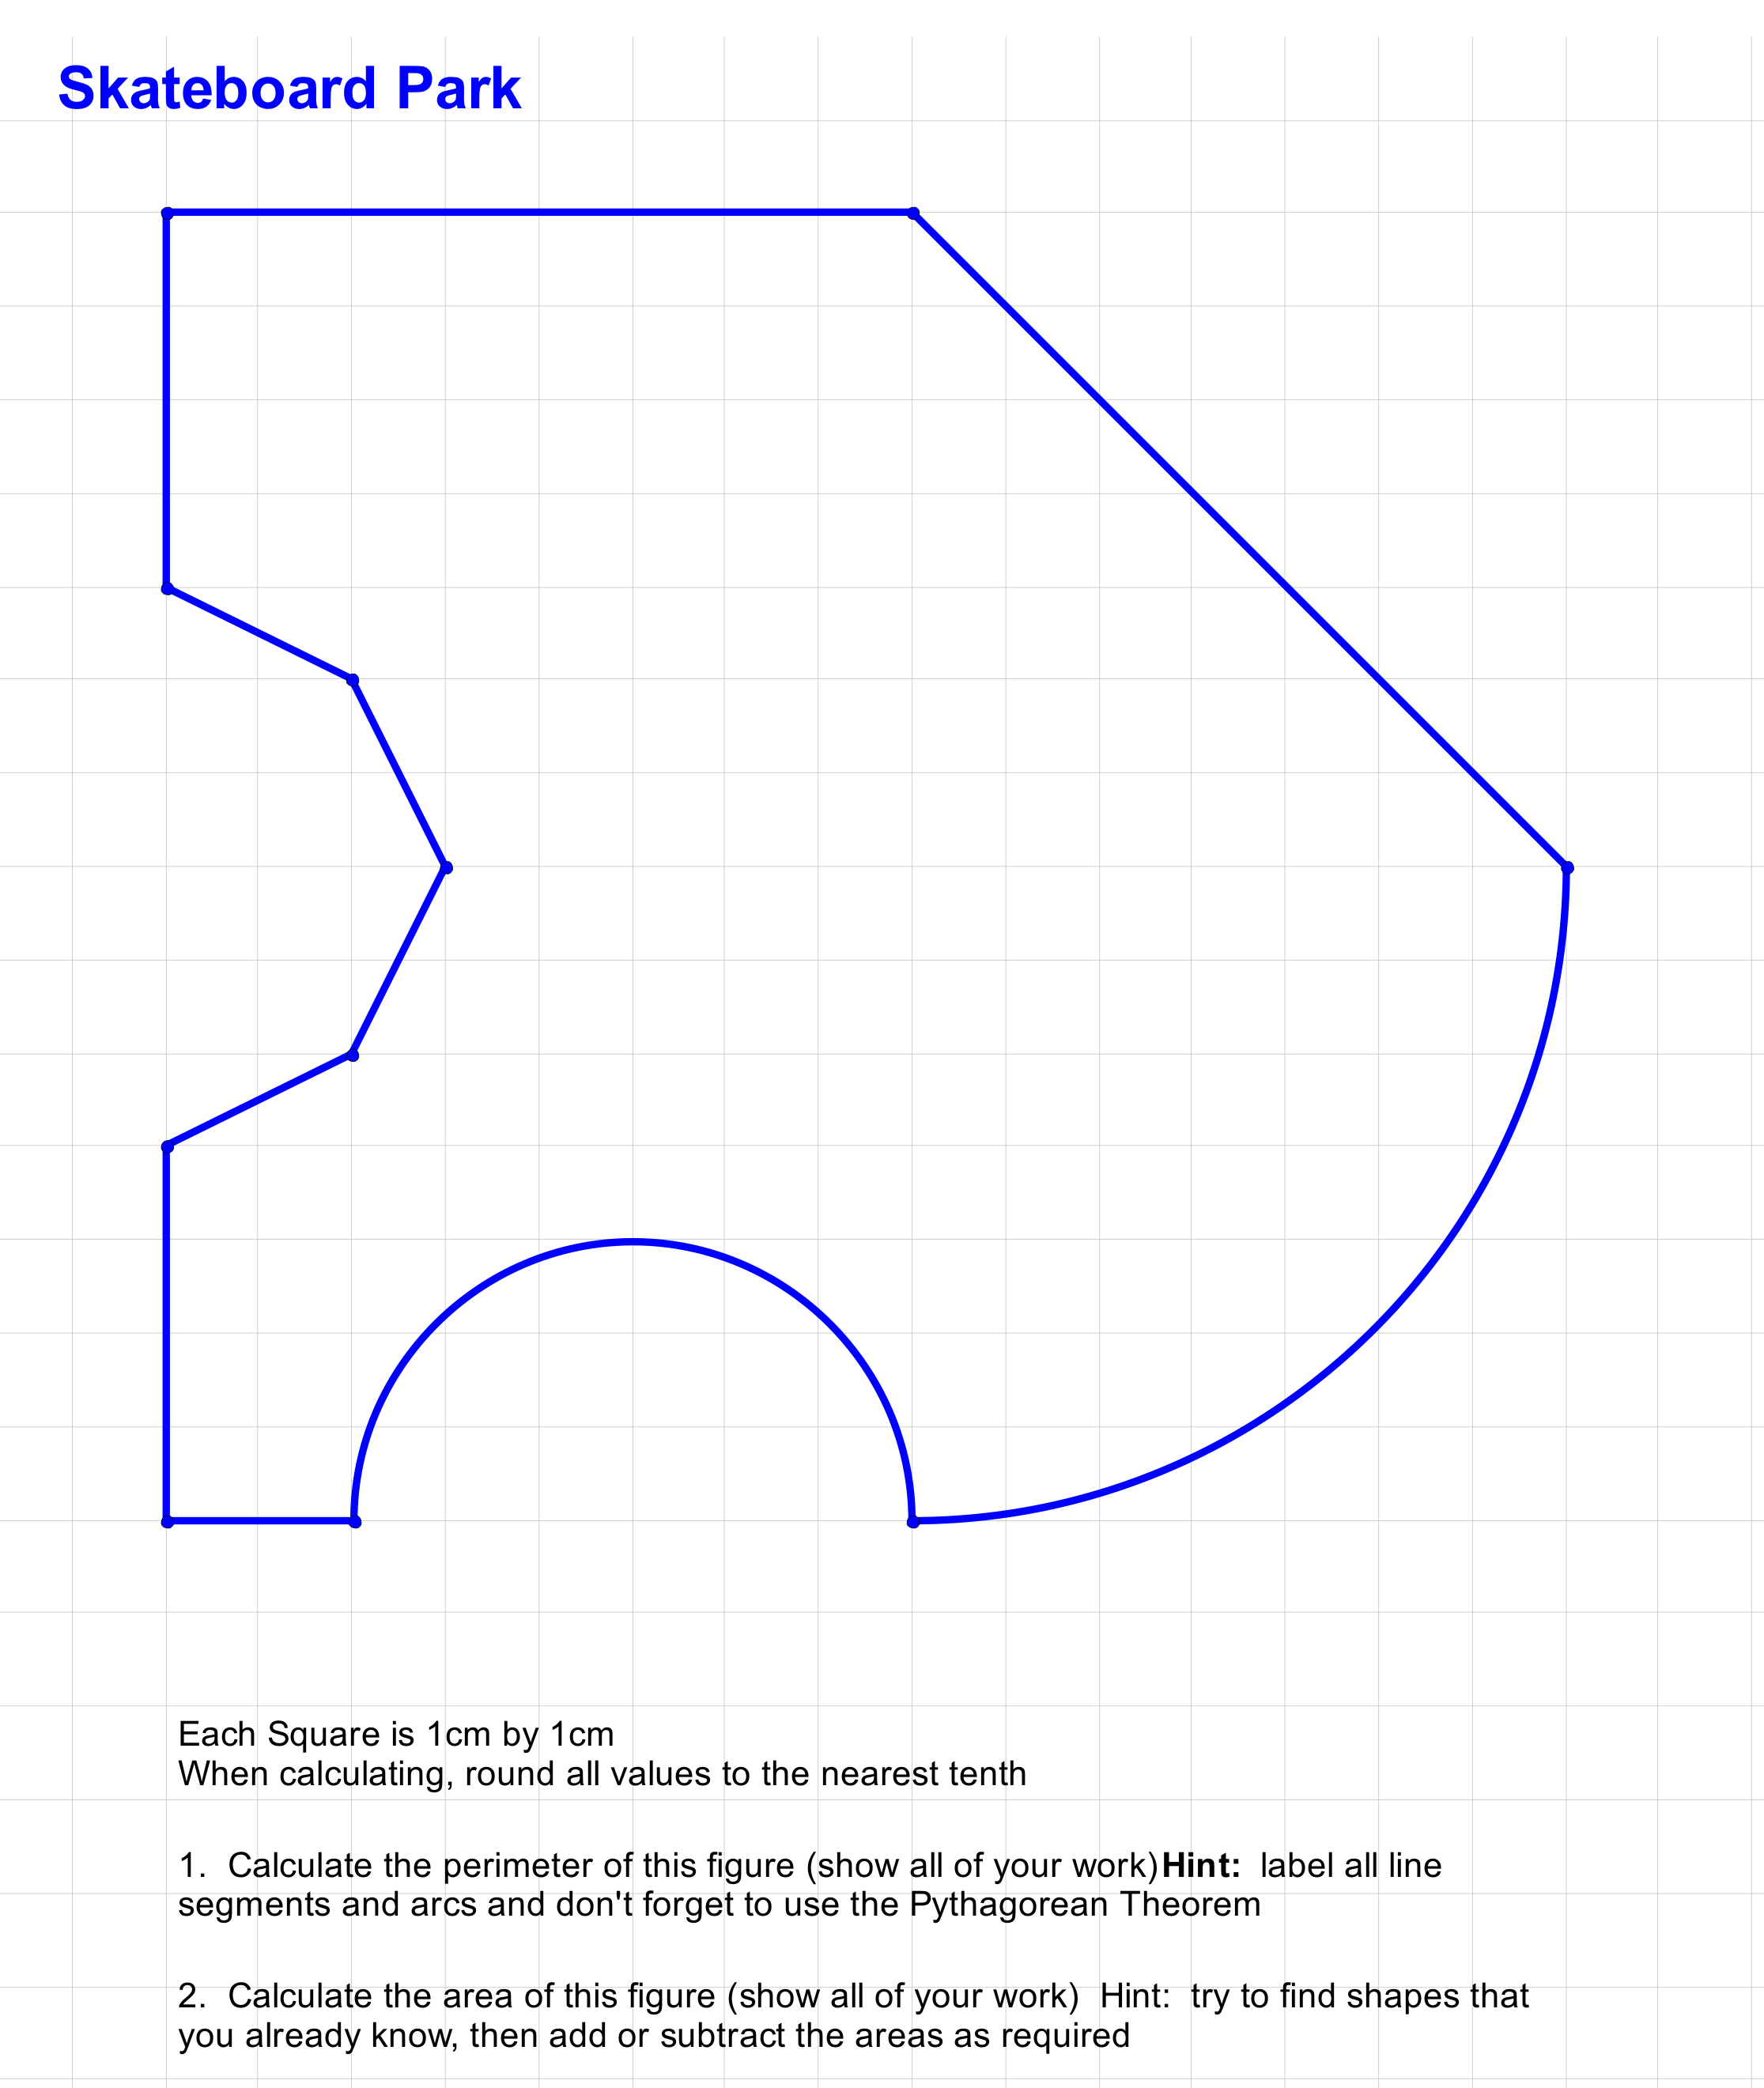 Skateboard Park
Each Square is 1cm by 1cm
When calculating, round all values to the nearest tenth
1.  Calculate the perimeter of this figure (show all of your work)Hint:  label all line
segments and arcs and don't forget to use the Pythagorean Theorem
2.  Calculate the area of this figure (show all of your work)  Hint:  try to find shapes that
you already know, then add or subtract the areas as required